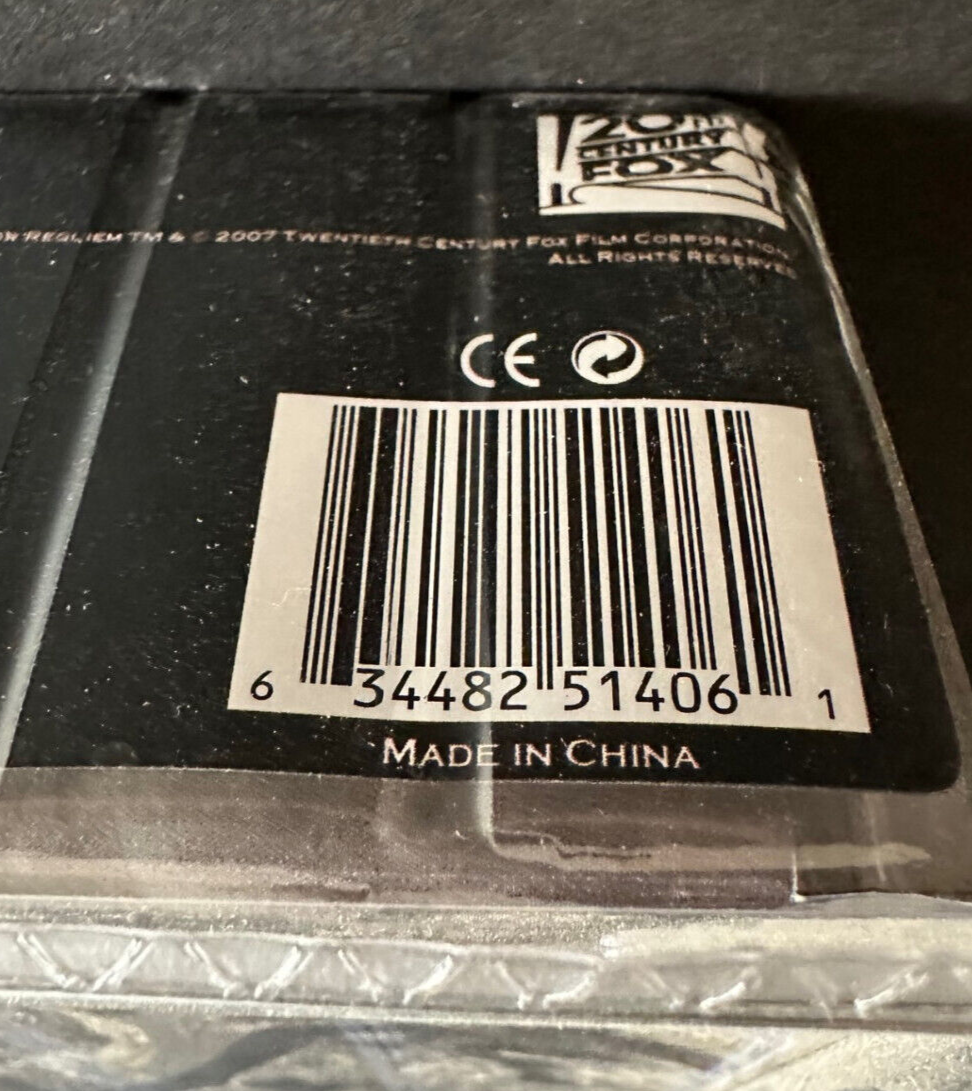 20TH
CENTURY
FOX
REQUIEM TM & © 2007 TWENTIETH CENTURY FOX FILM CORPORATION.
ALL RIGHTS RESERVED
CE
6 34482 51406 1
MADE IN CHINA